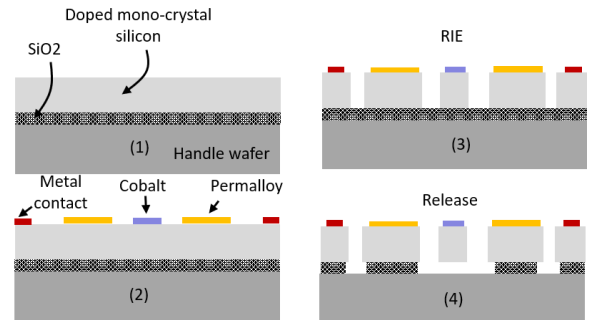 Doped mono-crystal
silicon
SiO2
(1)
Handle wafer
Metal
contact
Cobalt
Permalloy
(2)
RIE
(3)
Release
(4)